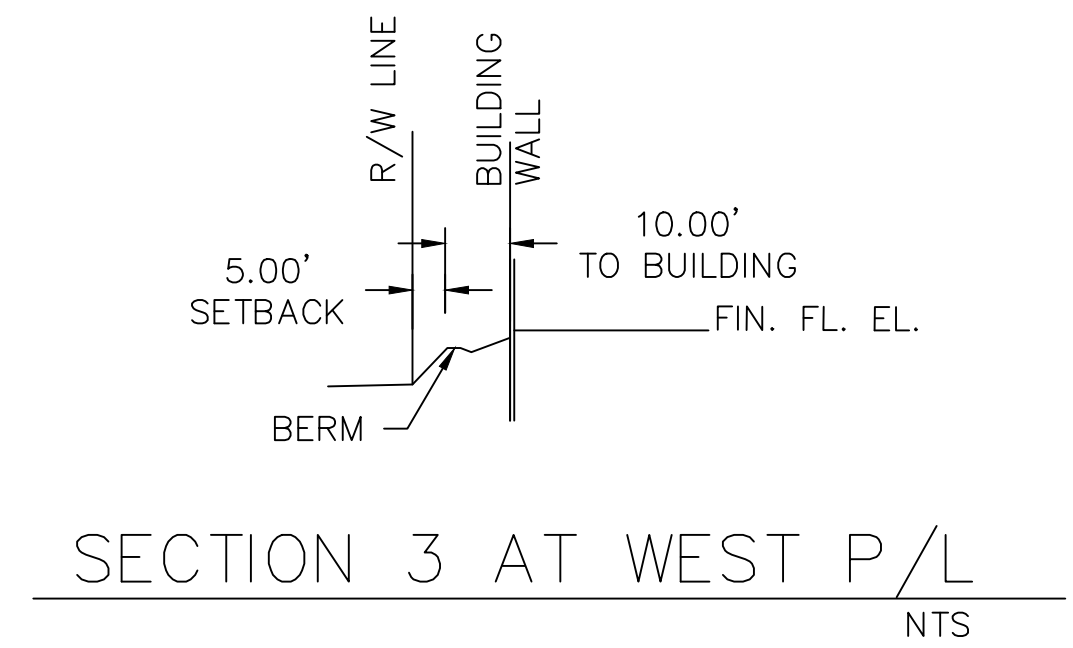 R/W LINE
BUILDING
WALL
10.00'
TO BUILDING
5.00'
SETBACK
FIN. FL. EL.
BERM
SECTION 3 AT WEST P/L
NTS